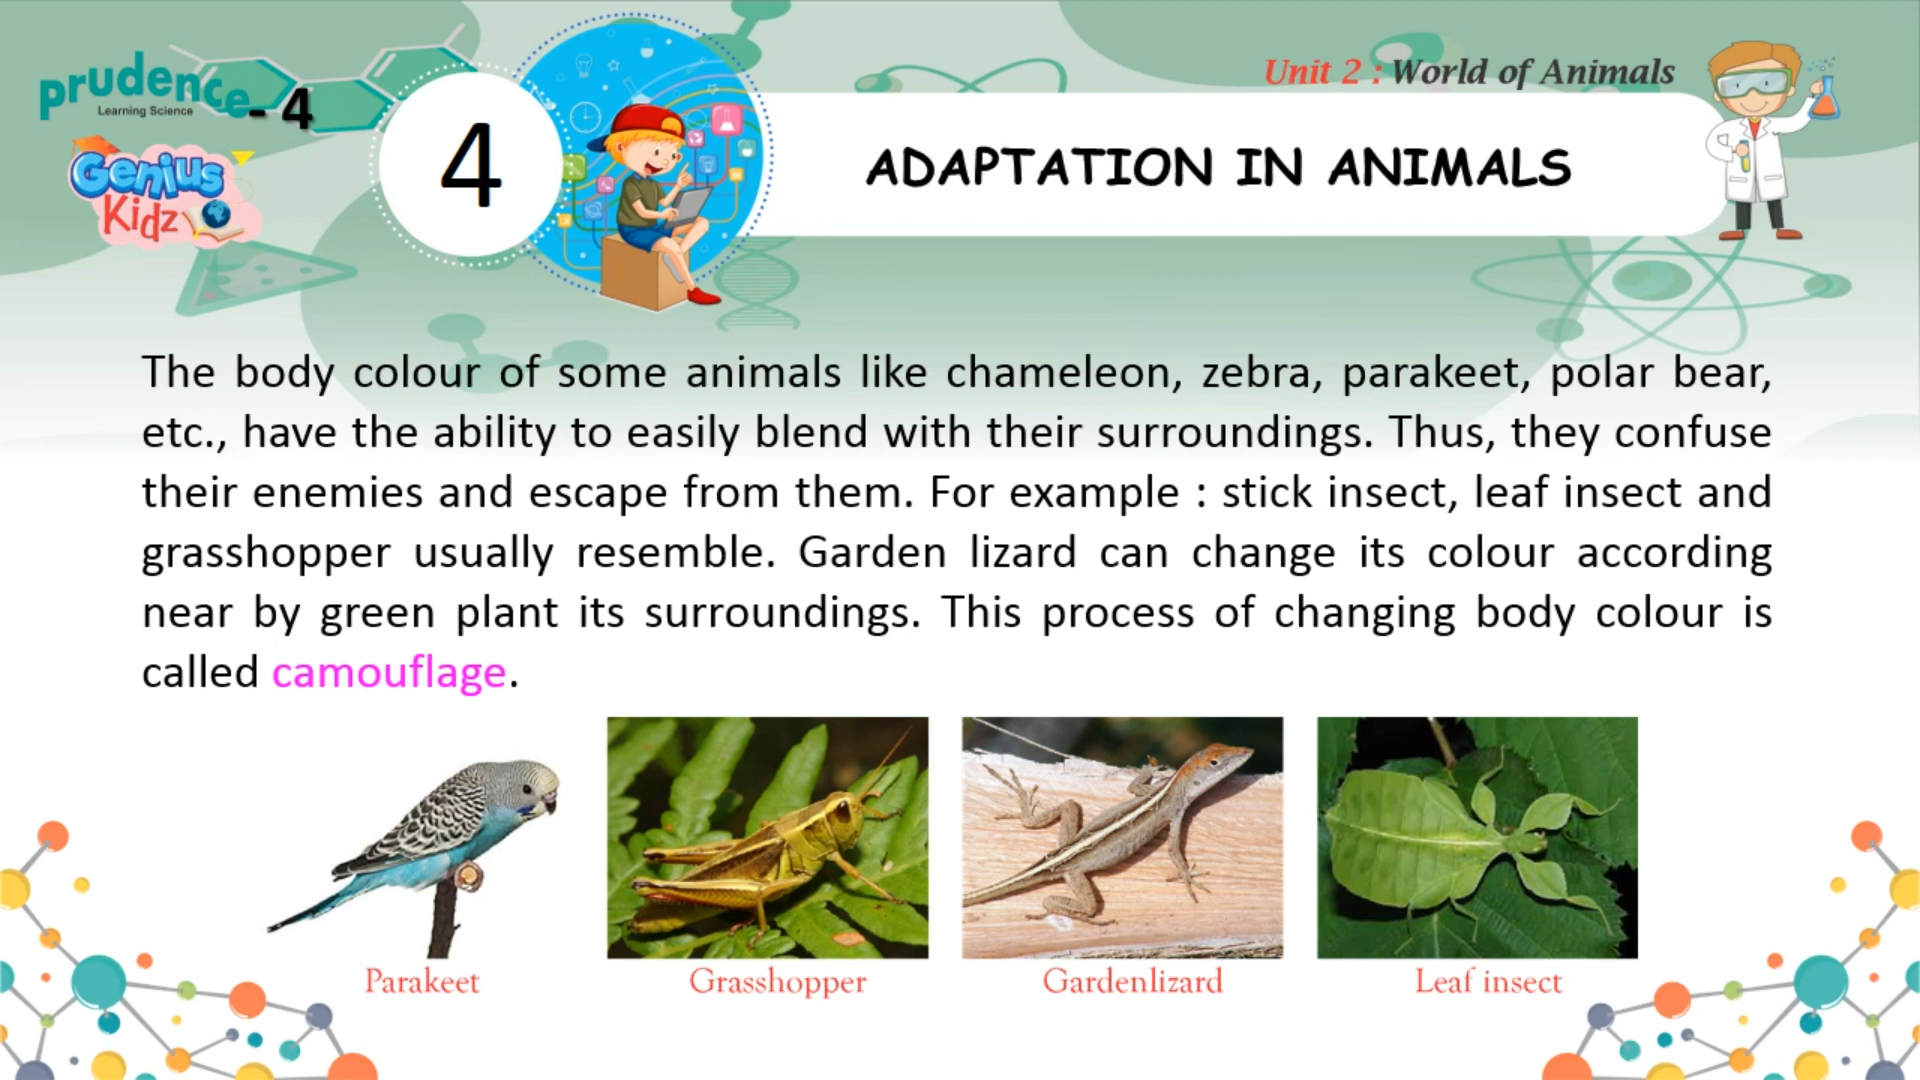 prudence - 4
Learning Science
Genius
Kidz
4
Unit 2 : World of Animals
ADAPTATION IN ANIMALS
The body colour of some animals like chameleon, zebra, parakeet, polar bear,
etc., have the ability to easily blend with their surroundings. Thus, they confuse
their enemies and escape from them. For example : stick insect, leaf insect and
grasshopper usually resemble. Garden lizard can change its colour according
near by green plant its surroundings. This process of changing body colour is
called camouflage.
Parakeet
Grasshopper
Gardenlizard
Leaf insect